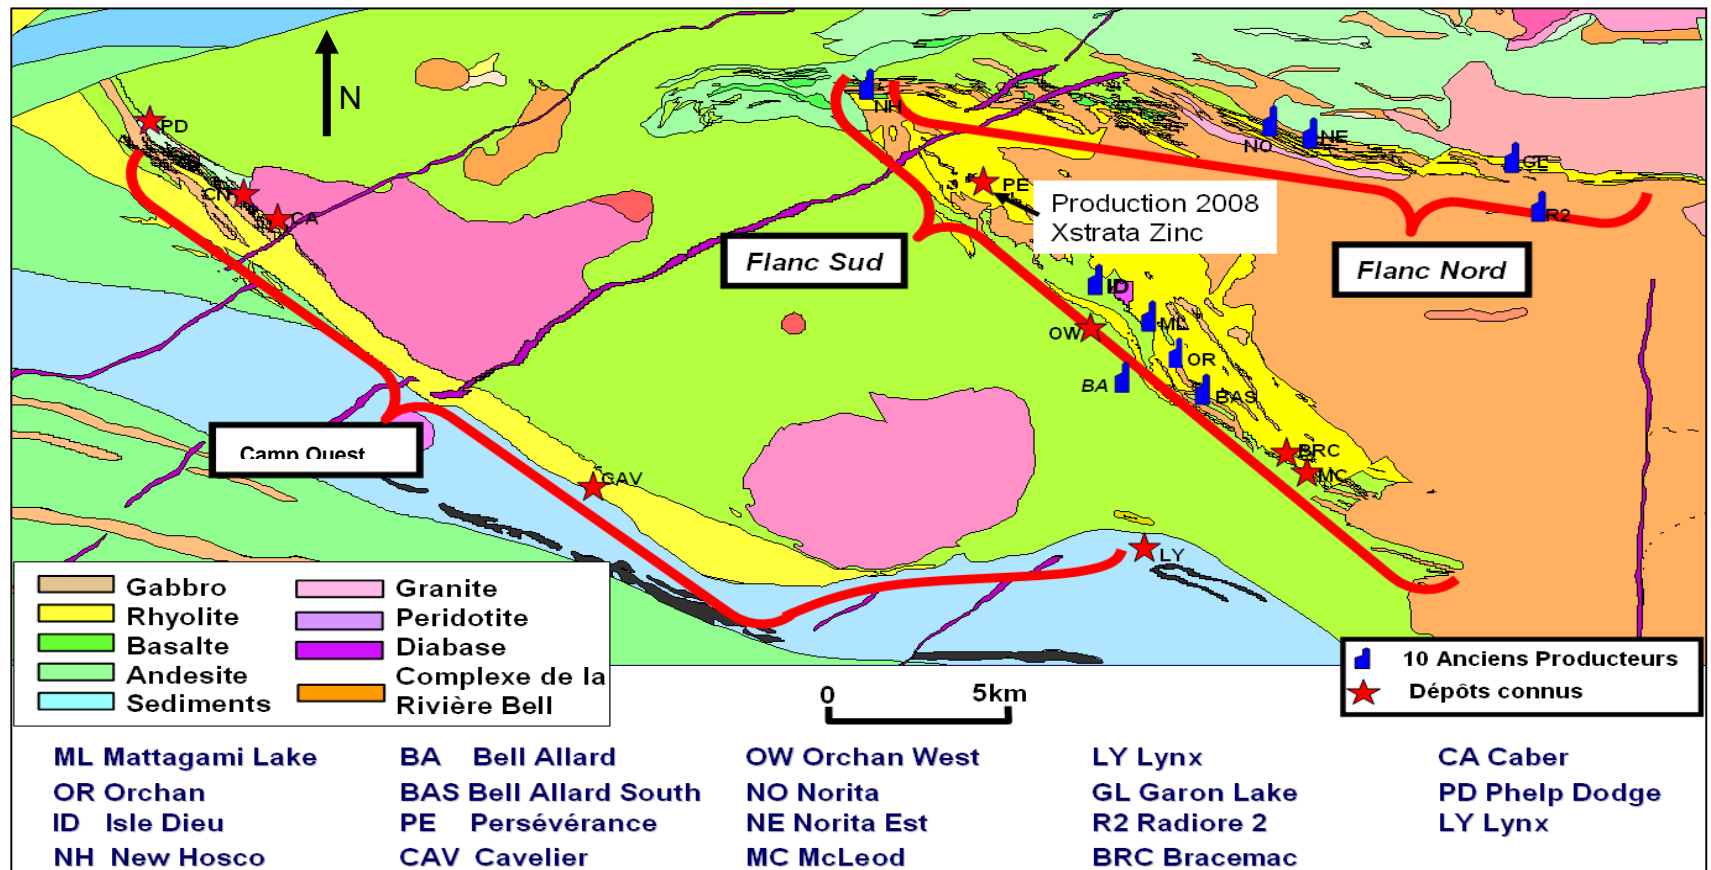 N
PD
CN
CA
NH
NO
NE
GL
R2
PE
Production 2008
Xstrata Zinc
Flanc Sud
Flanc Nord
ID
OW
ML
OR
BA
BAS
BRC
MC
Camp Ouest
CAV
LY
Gabbro
Rhyolite
Basalte
Andesite
Sediments
Granite
Peridotite
Diabase
Complexe de la
Rivière Bell
0 5km
10 Anciens Producteurs
Dépôts connus
ML Mattagami Lake
BA Bell Allard
OW Orchan West
LY Lynx
CA Caber
OR Orchan
BAS Bell Allard South
NO Norita
GL Garon Lake
PD Phelp Dodge
ID Isle Dieu
PE Persévérance
NE Norita Est
R2 Radiore 2
LY Lynx
NH New Hosco
CAV Cavelier
MC McLeod
BRC Bracemac